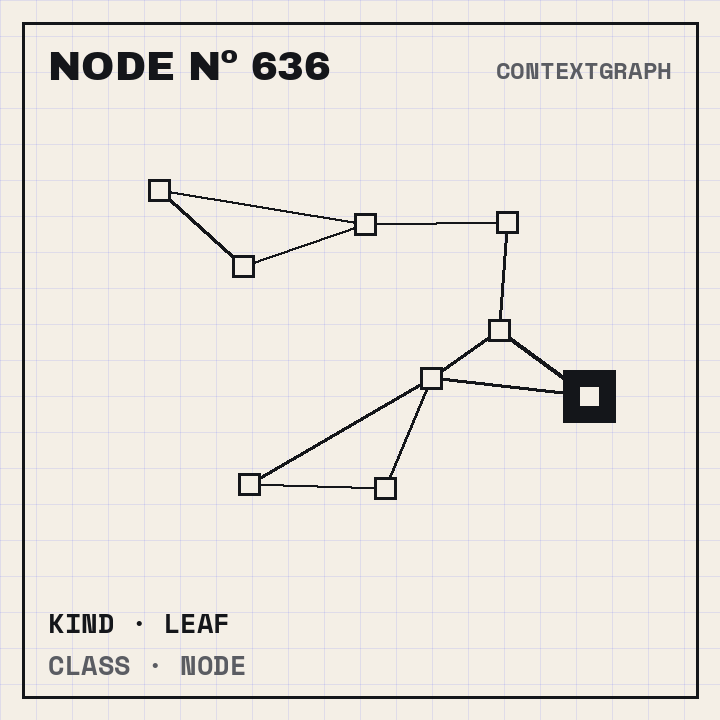 NODE Nº 636
CONTEXTGRAPH
KIND · LEAF
CLASS · NODE